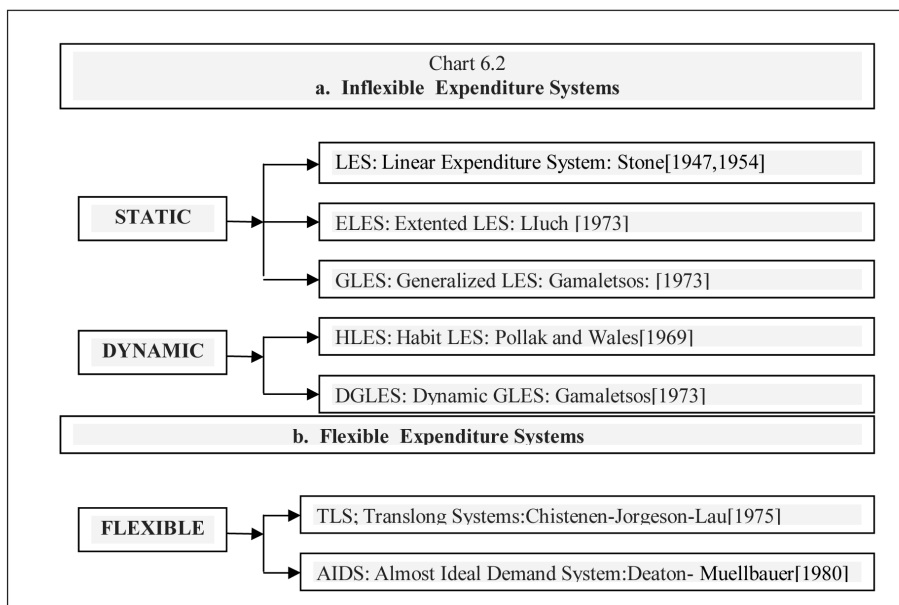 Chart 6.2
a. Inflexible Expenditure Systems
LES: Linear Expenditure System: Stone[1947,1954]
STATIC
ELES: Extented LES: LIuch [1973]
GLES: Generalized LES: Gamaletsos: [1973]
HLES: Habit LES: Pollak and Wales[1969]
DYNAMIC
DGLES: Dynamic GLES: Gamaletsos[1973]
b. Flexible Expenditure Systems
TLS; Translong Systems:Chistenen-Jorgeson-Lau[1975]
FLEXIBLE
AIDS: Almost Ideal Demand System:Deaton- Muellbauer[1980]